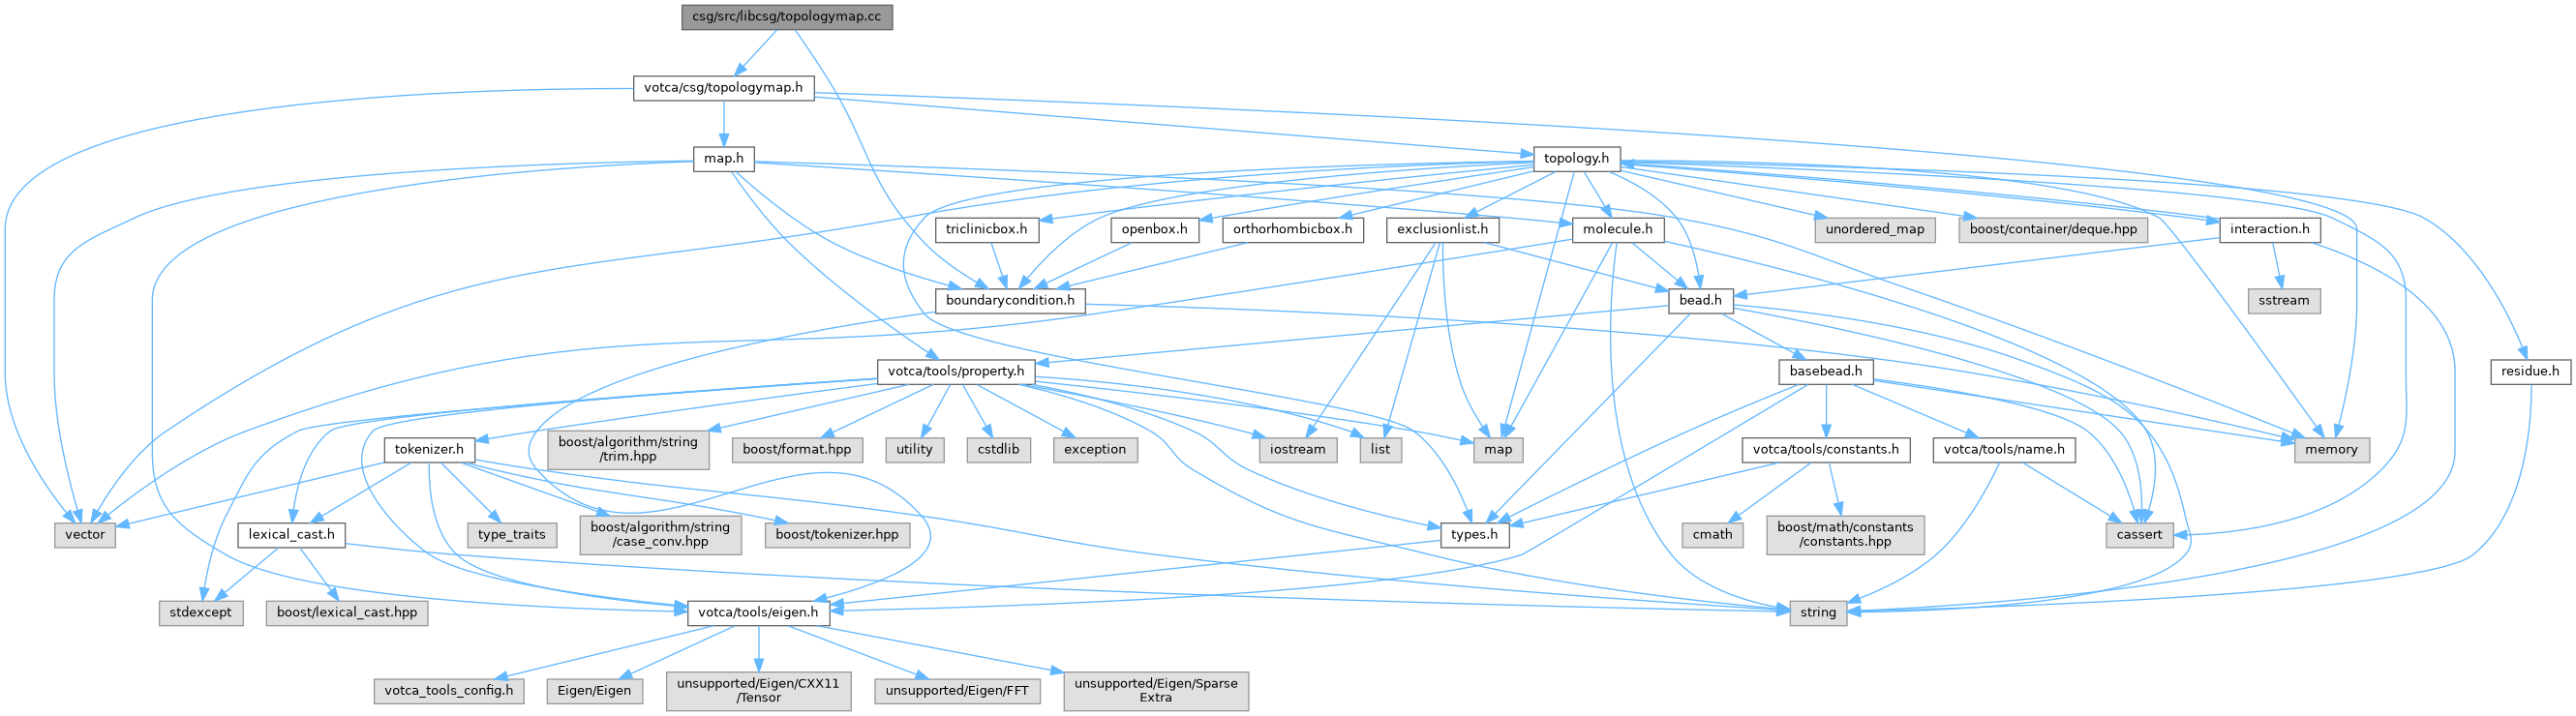 csg/src/libcsg/topologymap.cc
votca/csg/topologymap.h
map.h
topology.h
triclinicbox.h
openbox.h
orthorhombicbox.h
exclusionlist.h
molecule.h
unordered_map
boost/container/deque.hpp
interaction.h
boundarycondition.h
bead.h
sstream
votca/tools/property.h
basebead.h
residue.h
tokenizer.h
boost/algorithm/string
/trim.hpp
boost/format.hpp
utility
cstdlib
exception
iostream
list
map
votca/tools/constants.h
votca/tools/name.h
memory
vector
lexical_cast.h
type_traits
boost/algorithm/string
/case_conv.hpp
boost/tokenizer.hpp
types.h
cmath
boost/math/constants
/constants.hpp
cassert
stdexcept
boost/lexical_cast.hpp
votca/tools/eigen.h
string
votca_tools_config.h
Eigen/Eigen
unsupported/Eigen/CXX11
/Tensor
unsupported/Eigen/FFT
unsupported/Eigen/Sparse
Extra